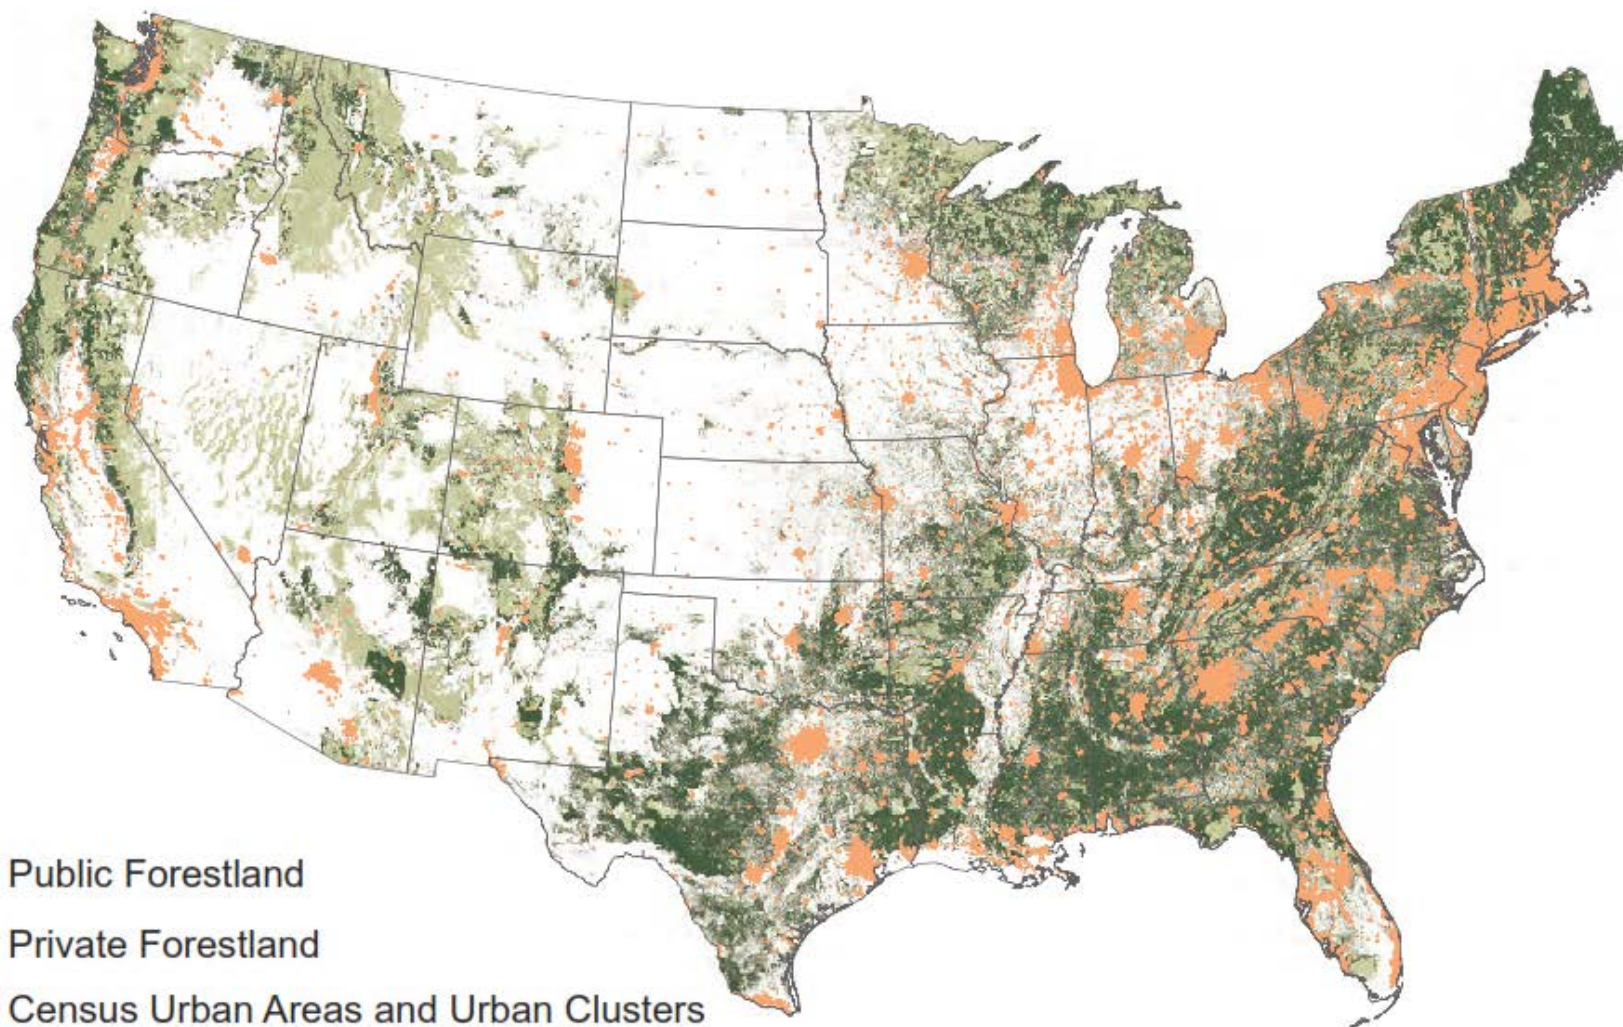 Public Forestland
Private Forestland
Census Urban Areas and Urban Clusters